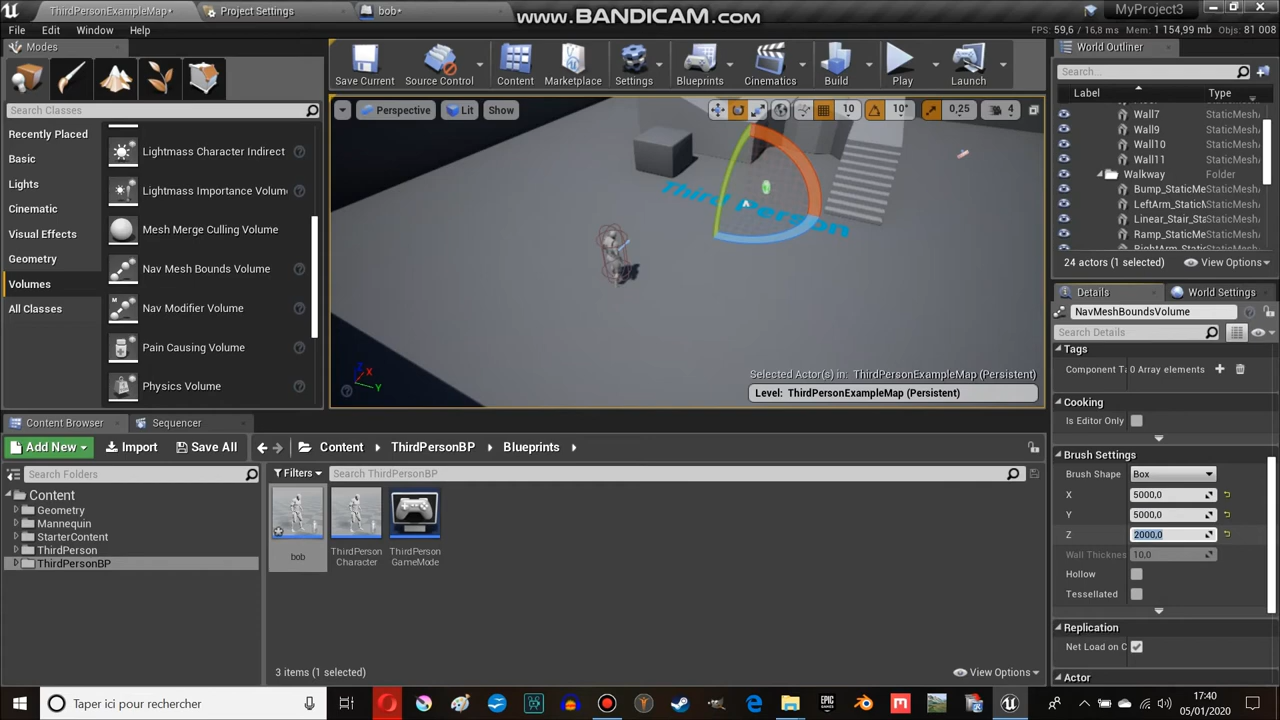 ThirdPersonExampleMap*
Project Settings
bob*
www.BANDICAM.com
MyProject3
File
Edit
Window
Help
FPS: 59,6 / 16,8 ms
Mem: 1 154,99 mb
Objs: 81 008
Modes
Search Classes
Recently Placed
Basic
Lights
Cinematic
Visual Effects
Geometry
Volumes
All Classes
Lightmass Character Indirect
Lightmass Importance Volum
Mesh Merge Culling Volume
Nav Mesh Bounds Volume
Nav Modifier Volume
Pain Causing Volume
Physics Volume
Save Current
Source Control
Content
Marketplace
Settings
Blueprints
Cinematics
Build
Play
Launch
Perspective
Lit
Show
10
10°
0,25
4
Third Person
Selected Actor(s) in: ThirdPersonExampleMap (Persistent)
Level: ThirdPersonExampleMap (Persistent)
World Outliner
Search...
Label
Type
Wall7
StaticMesh
Wall9
StaticMesh
Wall10
StaticMesh
Wall11
StaticMesh
Walkway
Folder
Bump_StaticMe
StaticMesh
LeftArm_StaticM
StaticMesh
Linear_Stair_Sta
StaticMesh
Ramp_StaticMe
StaticMesh
24 actors (1 selected)
View Options
Details
World Settings
NavMeshBoundsVolume
Search Details
Tags
Component Ta
0 Array elements
Cooking
Is Editor Only
Brush Settings
Brush Shape
Box
X
5000,0
Y
5000,0
Z
2000,0
Wall Thicknes
10,0
Hollow
Tessellated
Replication
Net Load on C
Actor
Content Browser
Sequencer
Add New
Import
Save All
Content
ThirdPersonBP
Blueprints
Search Folders
Content
Geometry
Mannequin
StarterContent
ThirdPerson
ThirdPersonBP
Filters
Search ThirdPersonBP
bob
ThirdPerson
Character
ThirdPerson
GameMode
3 items (1 selected)
View Options
Taper ici pour rechercher
17:40
05/01/2020